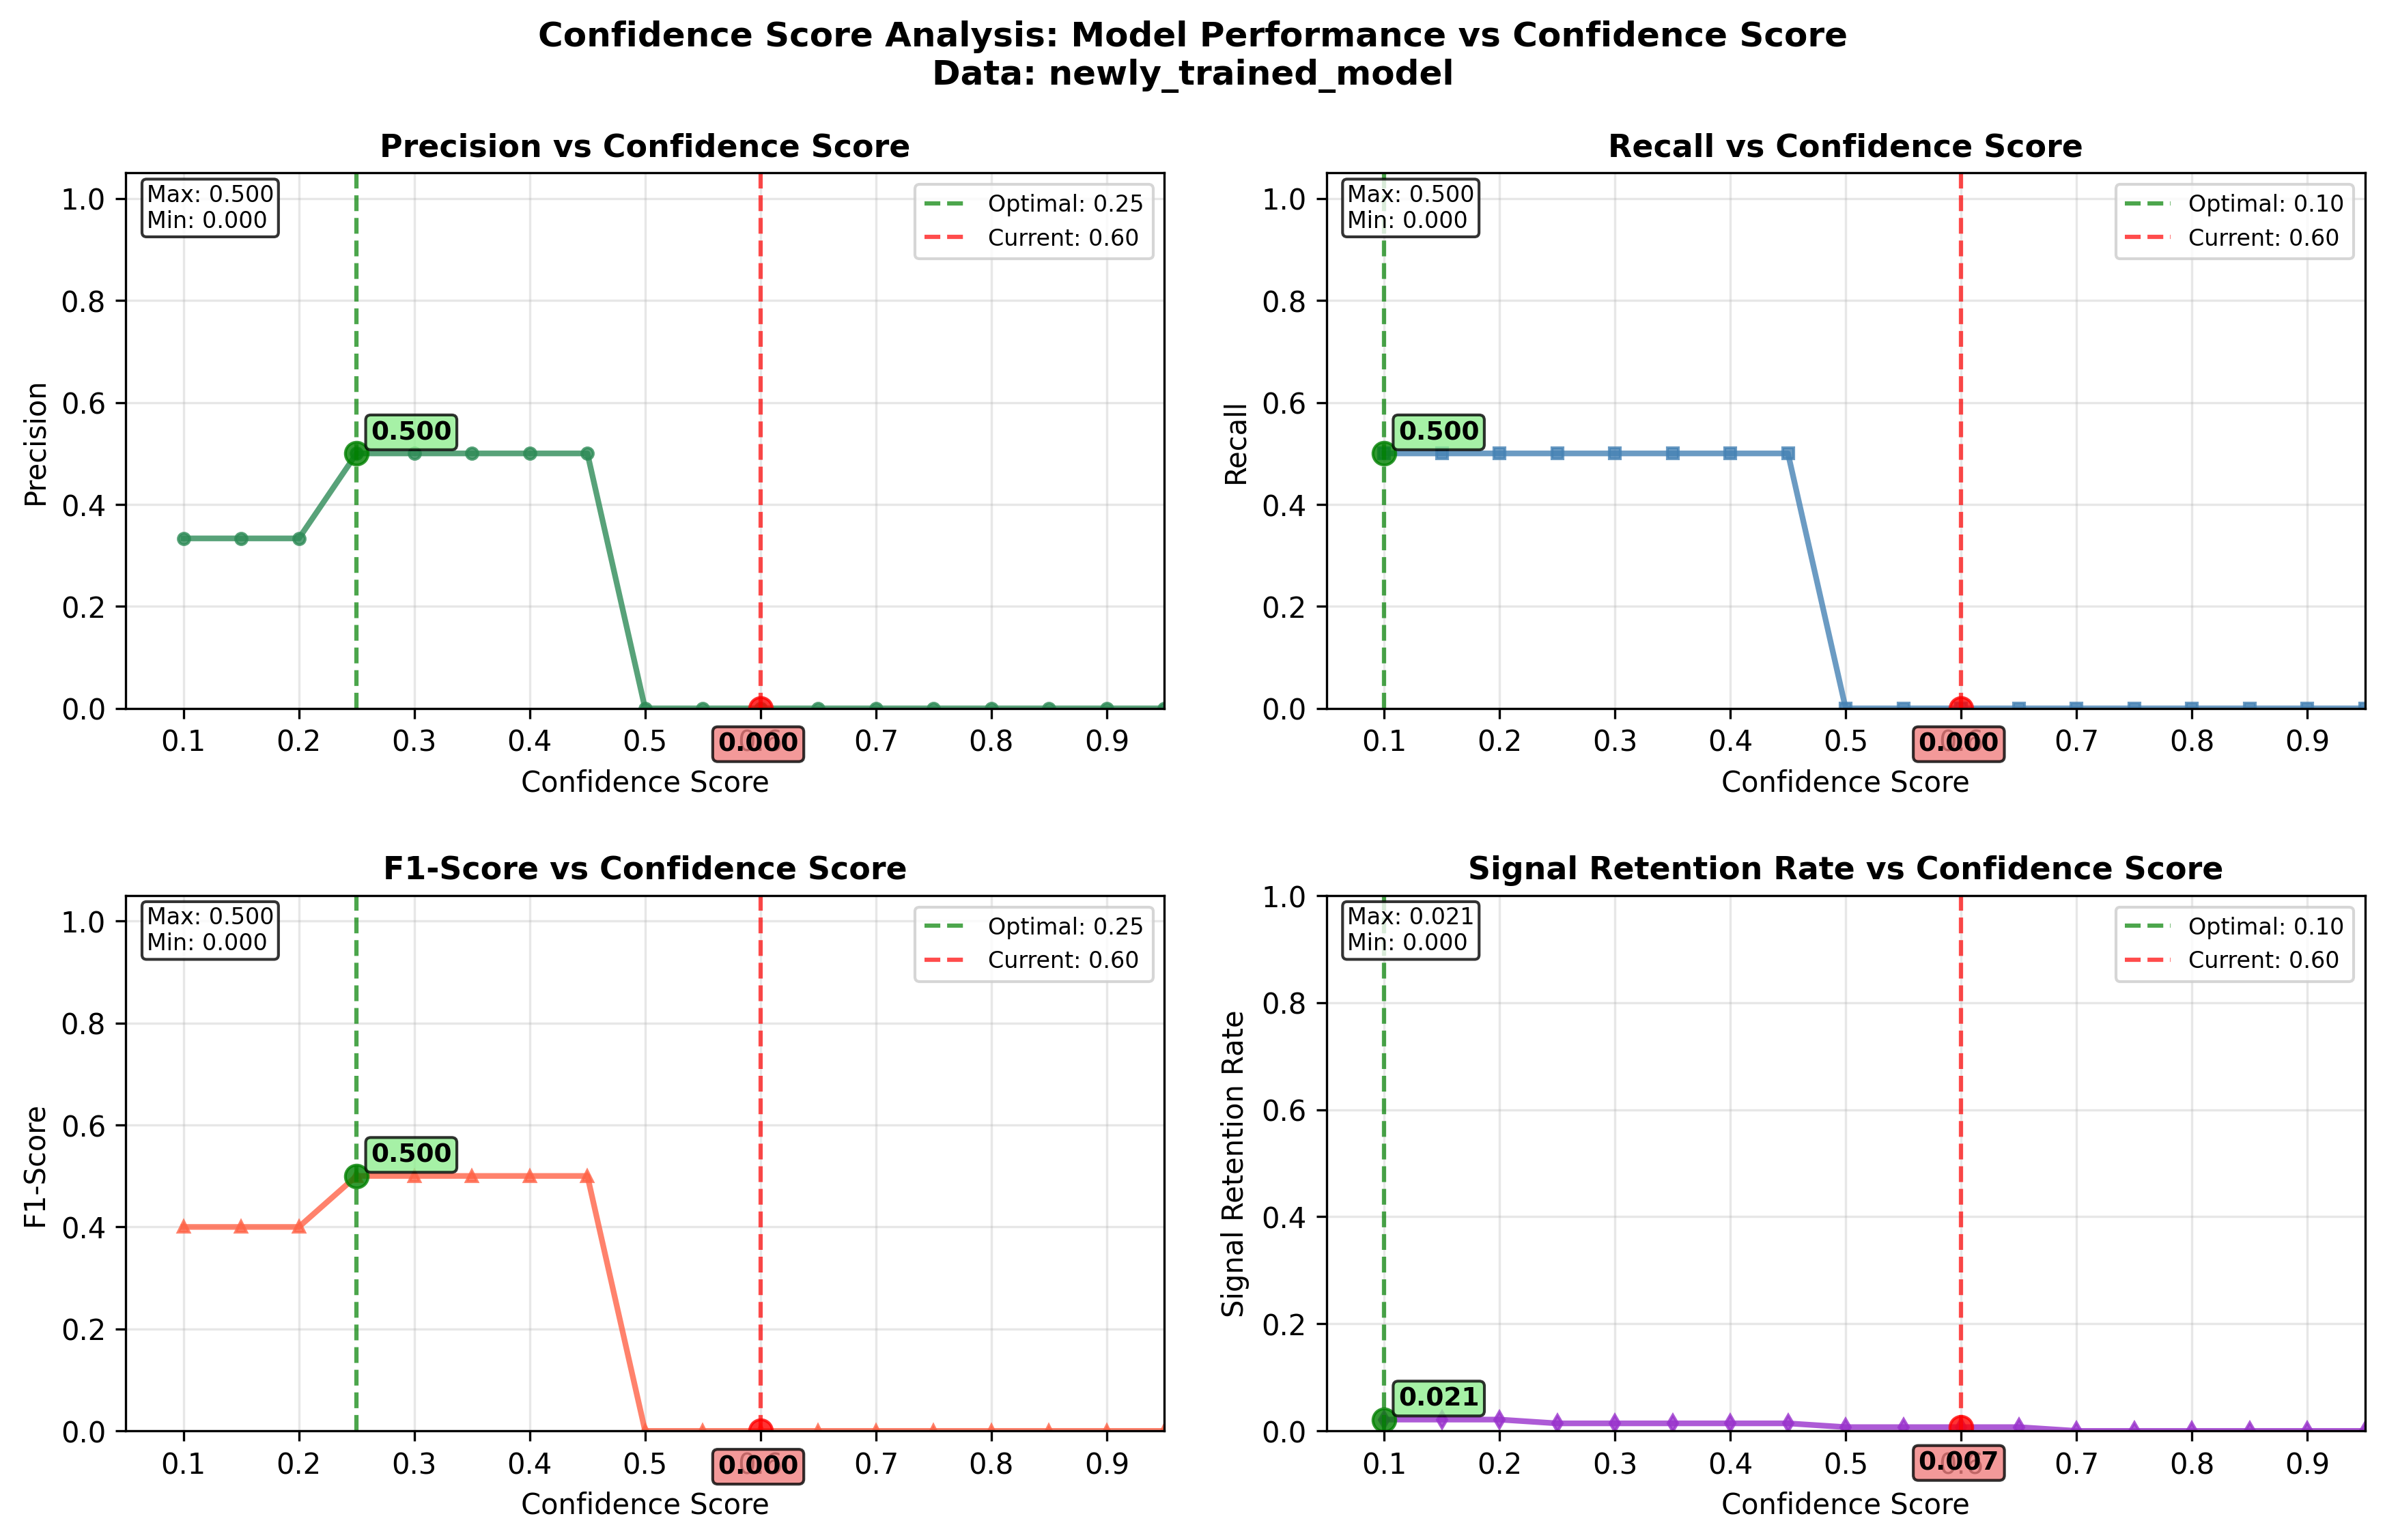 Confidence Score Analysis: Model Performance vs Confidence Score
Data: newly_trained_model
Precision vs Confidence Score
Max: 0.500
Min: 0.000
Optimal: 0.25
Current: 0.60
1.0
0.8
0.6
0.4
0.2
0.0
Precision
0.500
0.000
0.1 0.2 0.3 0.4 0.5 0.6 0.7 0.8 0.9
Confidence Score
Recall vs Confidence Score
Max: 0.500
Min: 0.000
Optimal: 0.10
Current: 0.60
1.0
0.8
0.6
0.4
0.2
0.0
Recall
0.500
0.000
0.1 0.2 0.3 0.4 0.5 0.6 0.7 0.8 0.9
Confidence Score
F1-Score vs Confidence Score
Max: 0.500
Min: 0.000
Optimal: 0.25
Current: 0.60
1.0
0.8
0.6
0.4
0.2
0.0
F1-Score
0.500
0.000
0.1 0.2 0.3 0.4 0.5 0.6 0.7 0.8 0.9
Confidence Score
Signal Retention Rate vs Confidence Score
Max: 0.021
Min: 0.000
Optimal: 0.10
Current: 0.60
1.0
0.8
0.6
0.4
0.2
0.0
Signal Retention Rate
0.021
0.007
0.1 0.2 0.3 0.4 0.5 0.6 0.7 0.8 0.9
Confidence Score